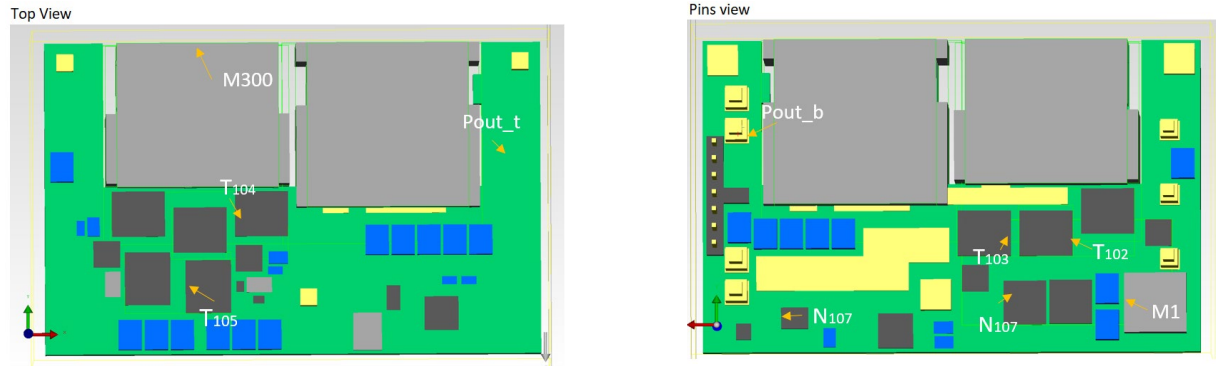 Top View
M300
Pout_t
T104
T105
Pins view
Pout_b
T103
T102
N107
N107
M1